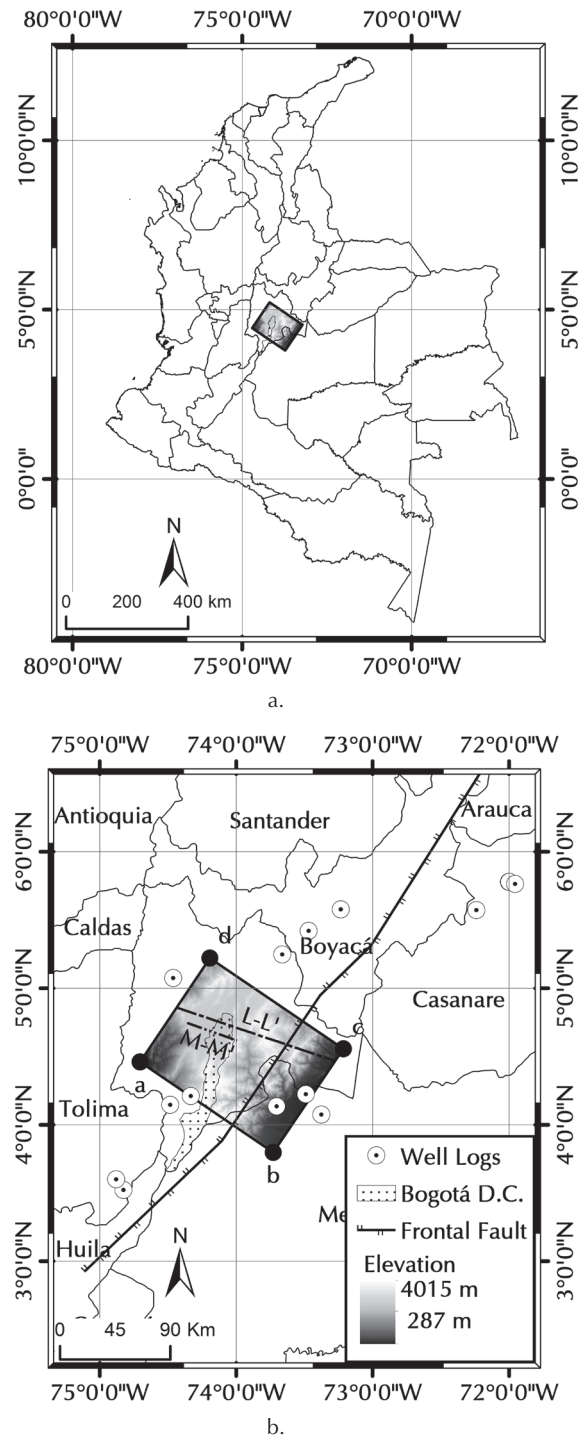 80°0'0"W 75°0'0"W 70°0'0"W
10°0'0"N 10°0'0"N
5°0'0"N 5°0'0"N
0°0'0" 0°0'0"
N
0 200 400 km
80°0'0"W 75°0'0"W 70°0'0"W
a.
75°0'0"W 74°0'0"W 73°0'0"W 72°0'0"W
Antioquia Santander Arauca
6°0'0"N 6°0'0"N
Caldas d Boyacá
5°0'0"N 5°0'0"N
Casanare
L-L'
M-M'
c
a
Tolima
4°0'0"N 4°0'0"N
b
Well Logs
Bogotá D.C.
Me
Frontal Fault
N
Huila
3°0'0"N 3°0'0"N
Elevation
4015 m
287 m
0 45 90 Km
75°0'0"W 74°0'0"W 73°0'0"W 72°0'0"W
b.